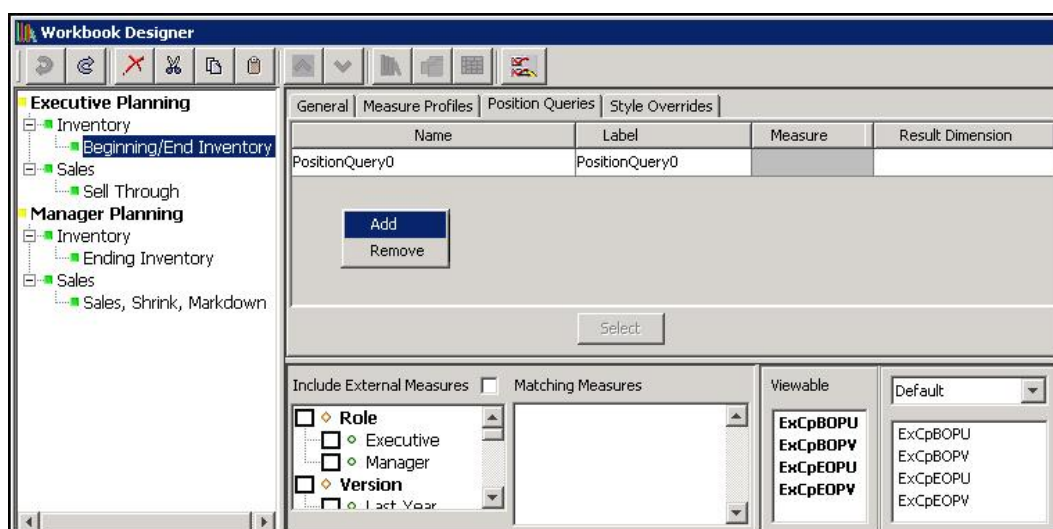 Workbook Designer
Executive Planning
Inventory
Beginning/End Inventory
Sales
Sell Through
Manager Planning
Inventory
Ending Inventory
Sales
Sales, Shrink, Markdown
General Measure Profiles Position Queries Style Overrides
Name Label Measure Result Dimension
PositionQuery0 PositionQuery0
Add
Remove
Select
Include External Measures Matching Measures
Role
Executive
Manager
Version
Last Year
Viewable
ExCpBOPU
ExCpBOPV
ExCpEOPU
ExCpEOPV
Default
ExCpBOPU
ExCpBOPV
ExCpEOPU
ExCpEOPV